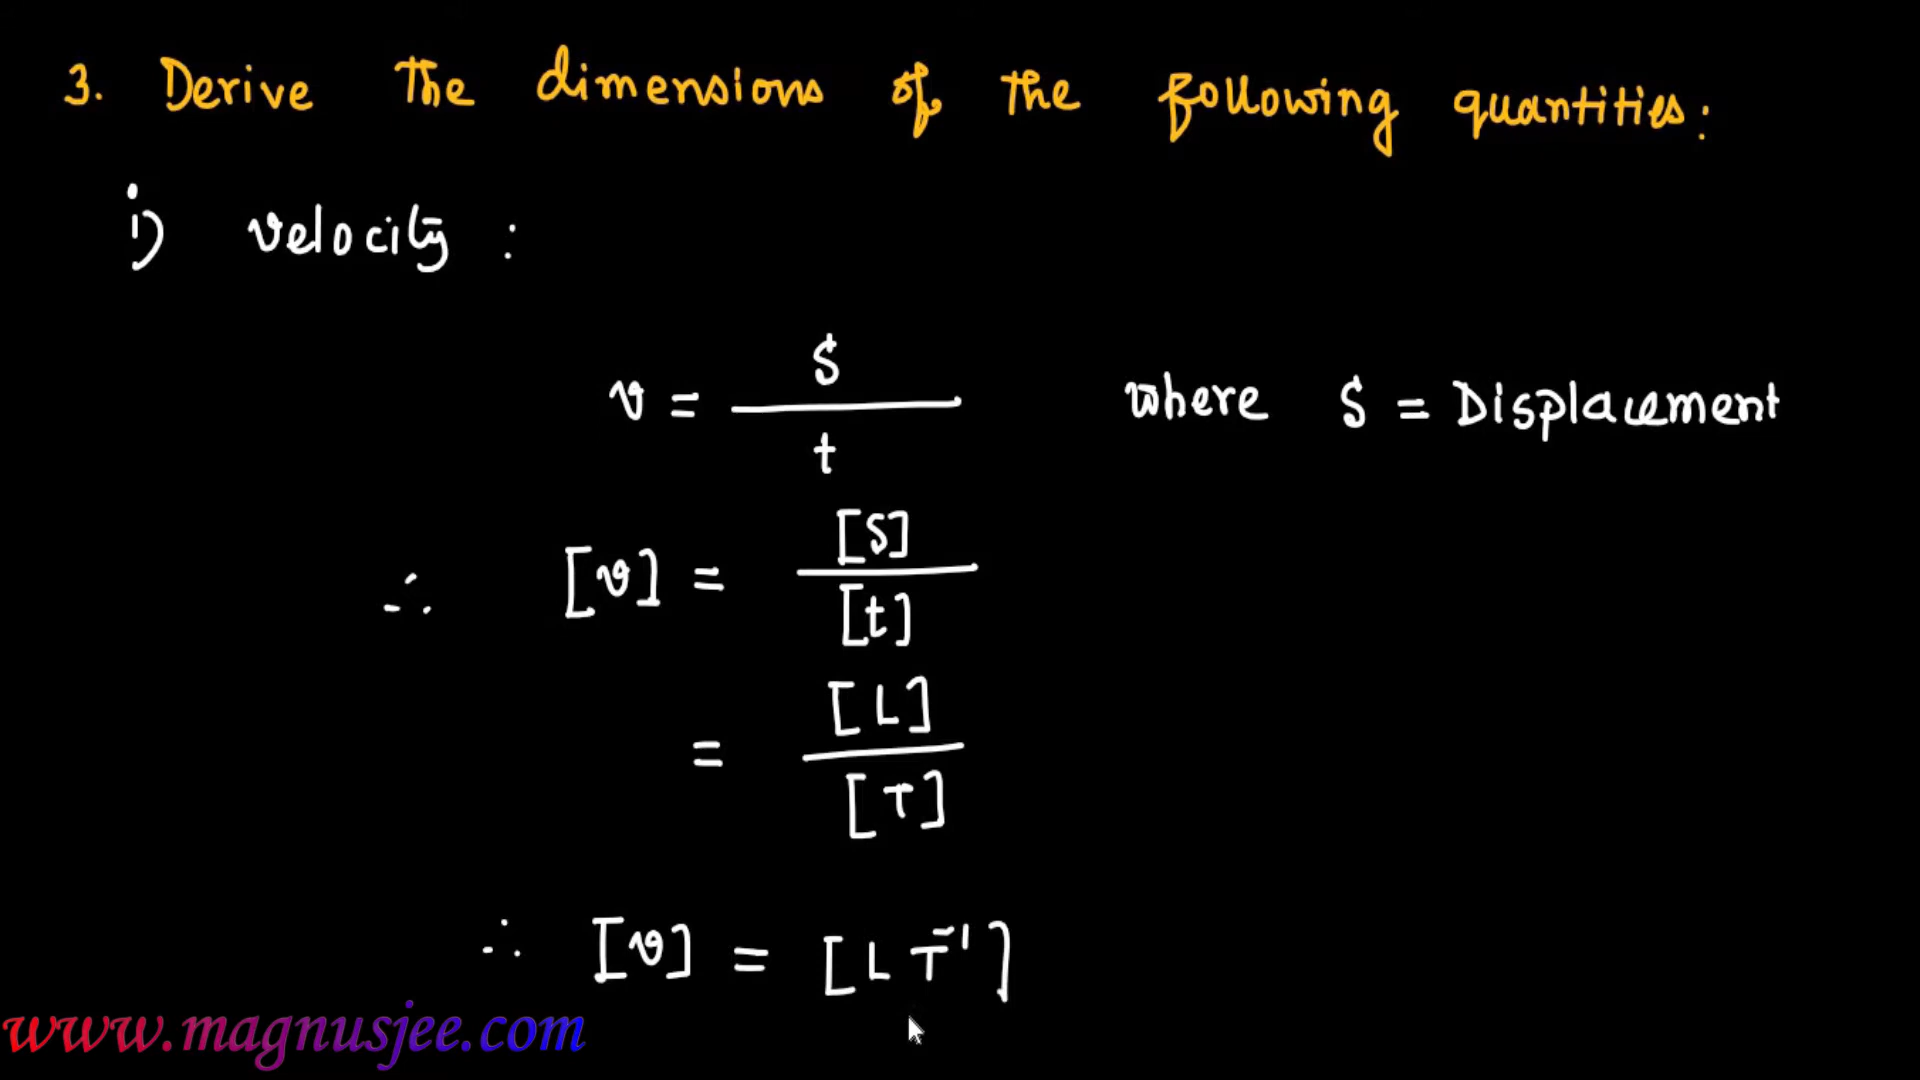 3. Derive the dimensions of the following quantities:
i) velocity :
v = S / t where S = Displacement
∴ [v] = [S] / [t]
= [L] / [T]
∴ [v] = [L T⁻¹]
www.magnusjee.com